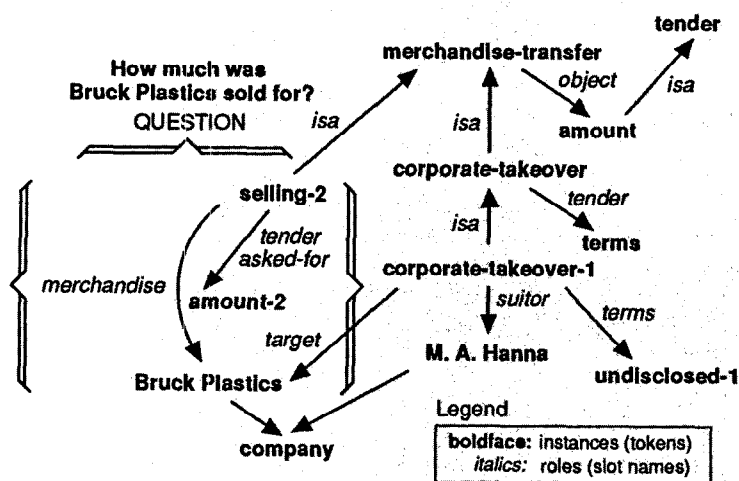 tender
merchandise-transfer
How much was
Bruck Plastics sold for?
QUESTION
object
isa
isa
isa
amount
corporate-takeover
selling-2
tender
isa
terms
tender
asked-for
corporate-takeover-1
merchandise
amount-2
suitor
terms
target
M. A. Hanna
Bruck Plastics
undisclosed-1
company
Legend
boldface: instances (tokens)
italics: roles (slot names)